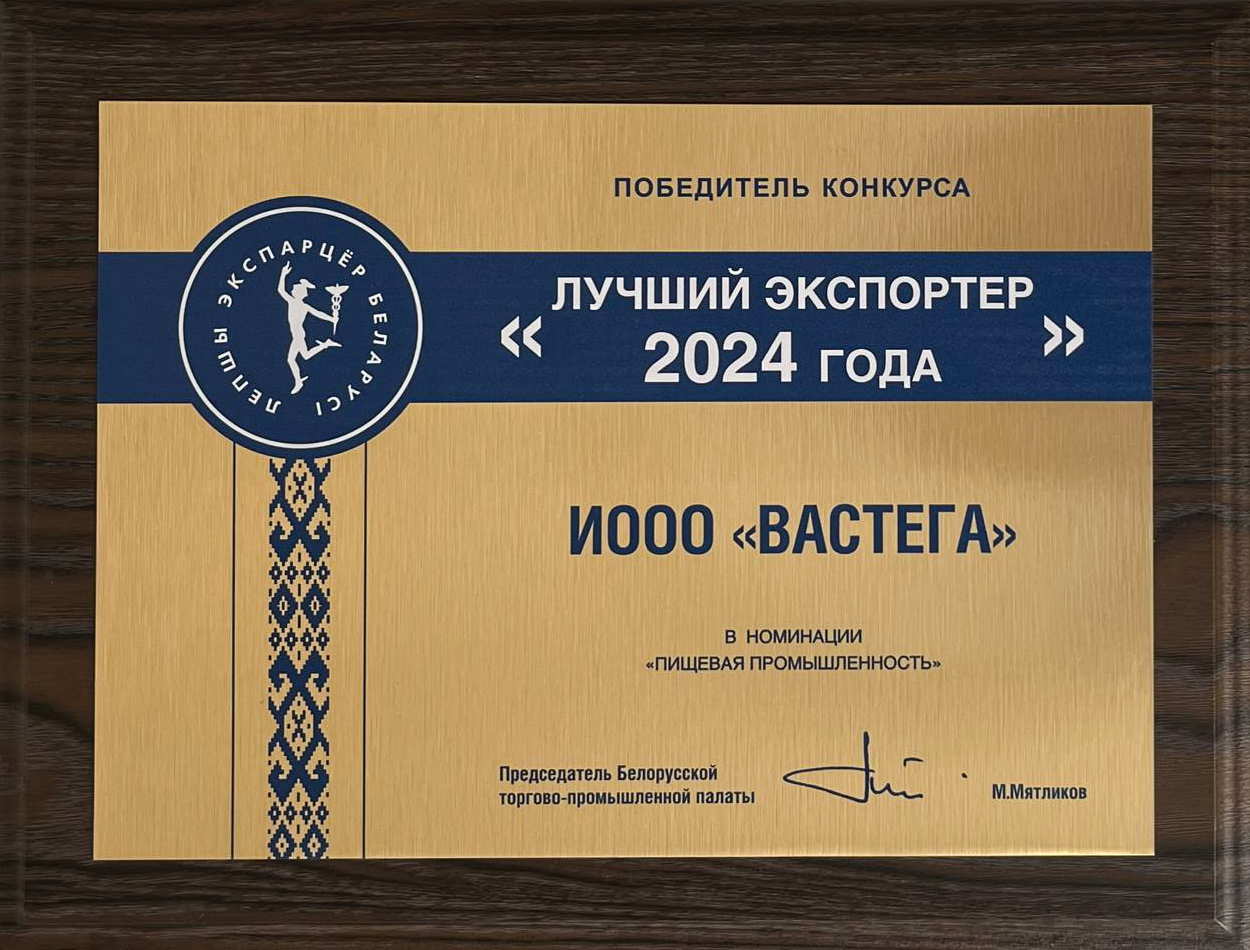 ПОБЕДИТЕЛЬ КОНКУРСА
ЛЕПШЫ ЭКСПАРЦЁР БЕЛАРУСІ
« ЛУЧШИЙ ЭКСПОРТЕР
2024 ГОДА »
ИООО «ВАСТЕГА»
В НОМИНАЦИИ
«ПИЩЕВАЯ ПРОМЫШЛЕННОСТЬ»
Председатель Белорусской
торгово-промышленной палаты
М.Мятликов